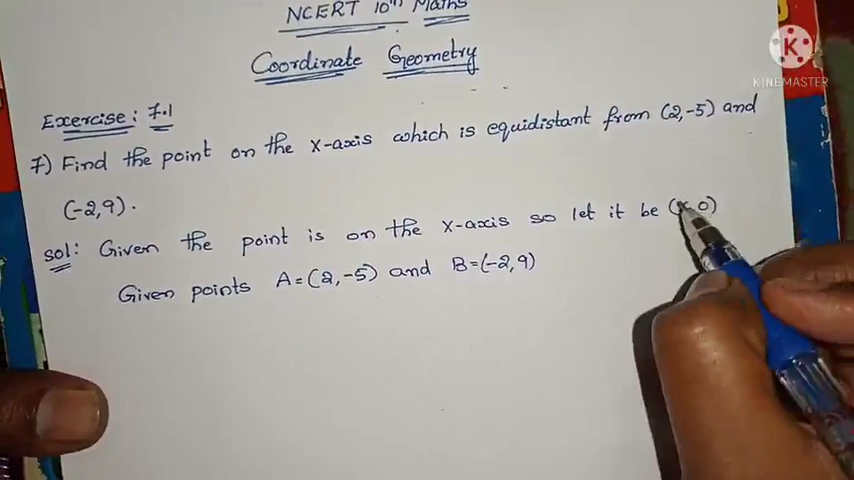 NCERT 10th Maths
Coordinate Geometry
Exercise: 7.1
7) Find the point on the x-axis which is equidistant from (2,-5) and
(-2,9).
sol: Given the point is on the x-axis so let it be (x,0)
Given points A=(2,-5) and B=(-2,9)
K
KINEMASTER